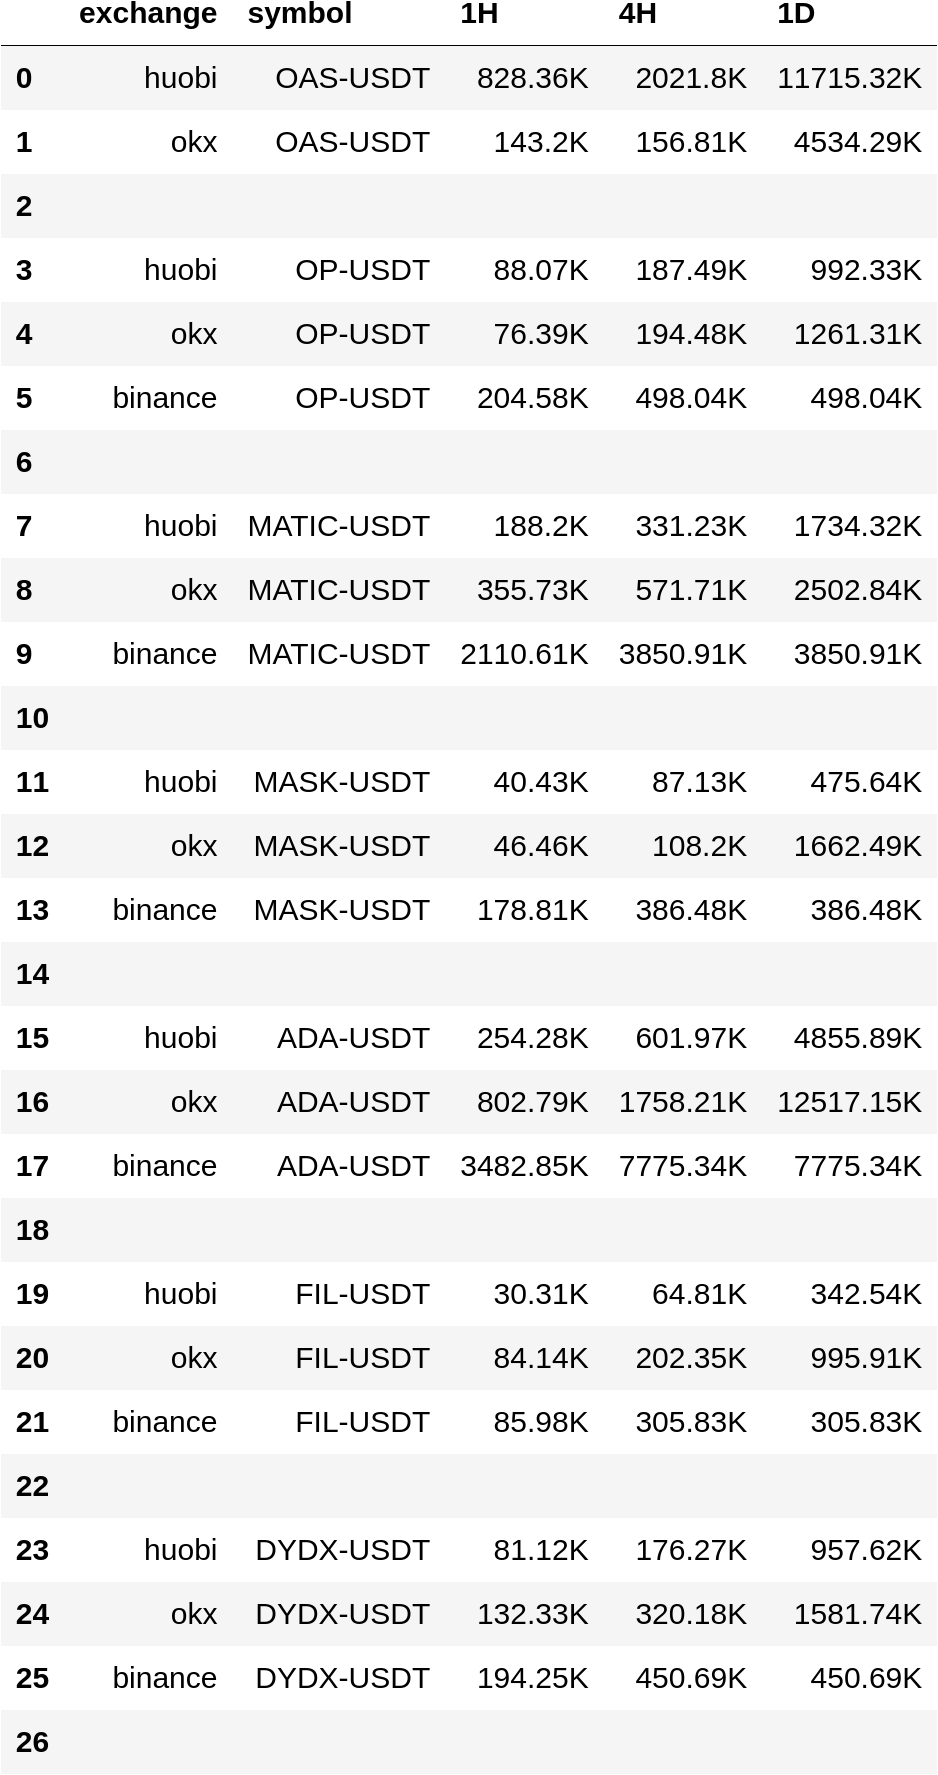 exchange symbol 1H 4H 1D
0 huobi OAS-USDT 828.36K 2021.8K 11715.32K
1 okx OAS-USDT 143.2K 156.81K 4534.29K
2
3 huobi OP-USDT 88.07K 187.49K 992.33K
4 okx OP-USDT 76.39K 194.48K 1261.31K
5 binance OP-USDT 204.58K 498.04K 498.04K
6
7 huobi MATIC-USDT 188.2K 331.23K 1734.32K
8 okx MATIC-USDT 355.73K 571.71K 2502.84K
9 binance MATIC-USDT 2110.61K 3850.91K 3850.91K
10
11 huobi MASK-USDT 40.43K 87.13K 475.64K
12 okx MASK-USDT 46.46K 108.2K 1662.49K
13 binance MASK-USDT 178.81K 386.48K 386.48K
14
15 huobi ADA-USDT 254.28K 601.97K 4855.89K
16 okx ADA-USDT 802.79K 1758.21K 12517.15K
17 binance ADA-USDT 3482.85K 7775.34K 7775.34K
18
19 huobi FIL-USDT 30.31K 64.81K 342.54K
20 okx FIL-USDT 84.14K 202.35K 995.91K
21 binance FIL-USDT 85.98K 305.83K 305.83K
22
23 huobi DYDX-USDT 81.12K 176.27K 957.62K
24 okx DYDX-USDT 132.33K 320.18K 1581.74K
25 binance DYDX-USDT 194.25K 450.69K 450.69K
26